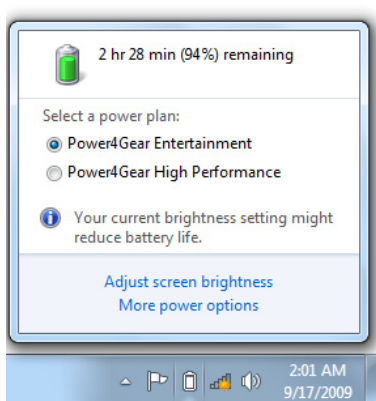 2 hr 28 min (94%) remaining
Select a power plan:
Power4Gear Entertainment
Power4Gear High Performance
Your current brightness setting might
reduce battery life.
Adjust screen brightness
More power options
2:01 AM
9/17/2009